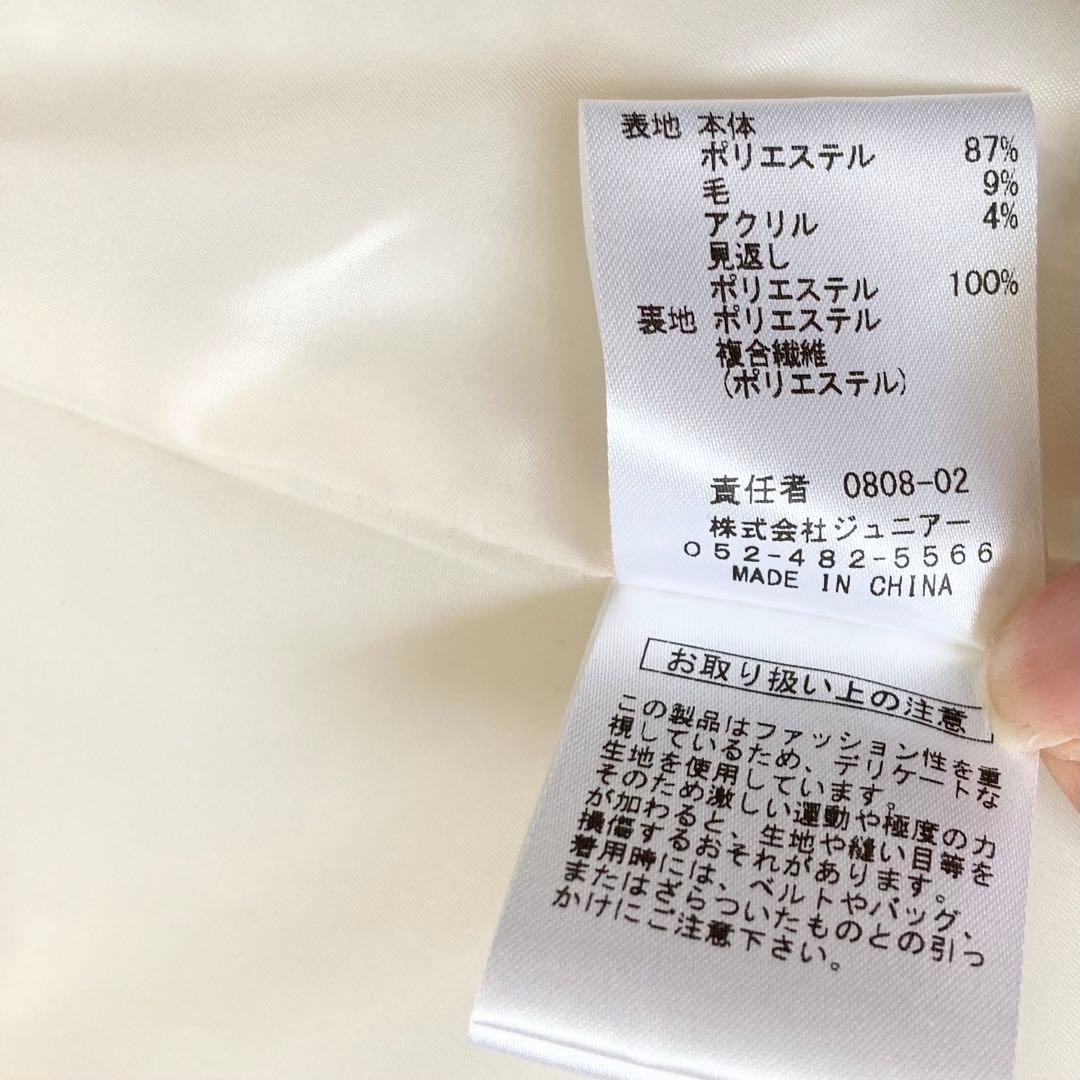 表地 本体
ポリエステル 87%
毛 9%
アクリル 4%
見返し
ポリエステル 100%
裏地 ポリエステル
複合繊維
(ポリエステル)
責任者 0808-02
株式会社ジュニアー
052-482-5566
MADE IN CHINA
お取り扱い上の注意
この製品はファッション性を重
視しているため、デリケートな
生地を使用しています。
そのため激しい運動や極度の力
が加わると、生地や縫い目等を
損傷するおそれがあります。
着用時には、ベルトやバッグ、
またはざらついたものとの引っ
かけにご注意下さい。